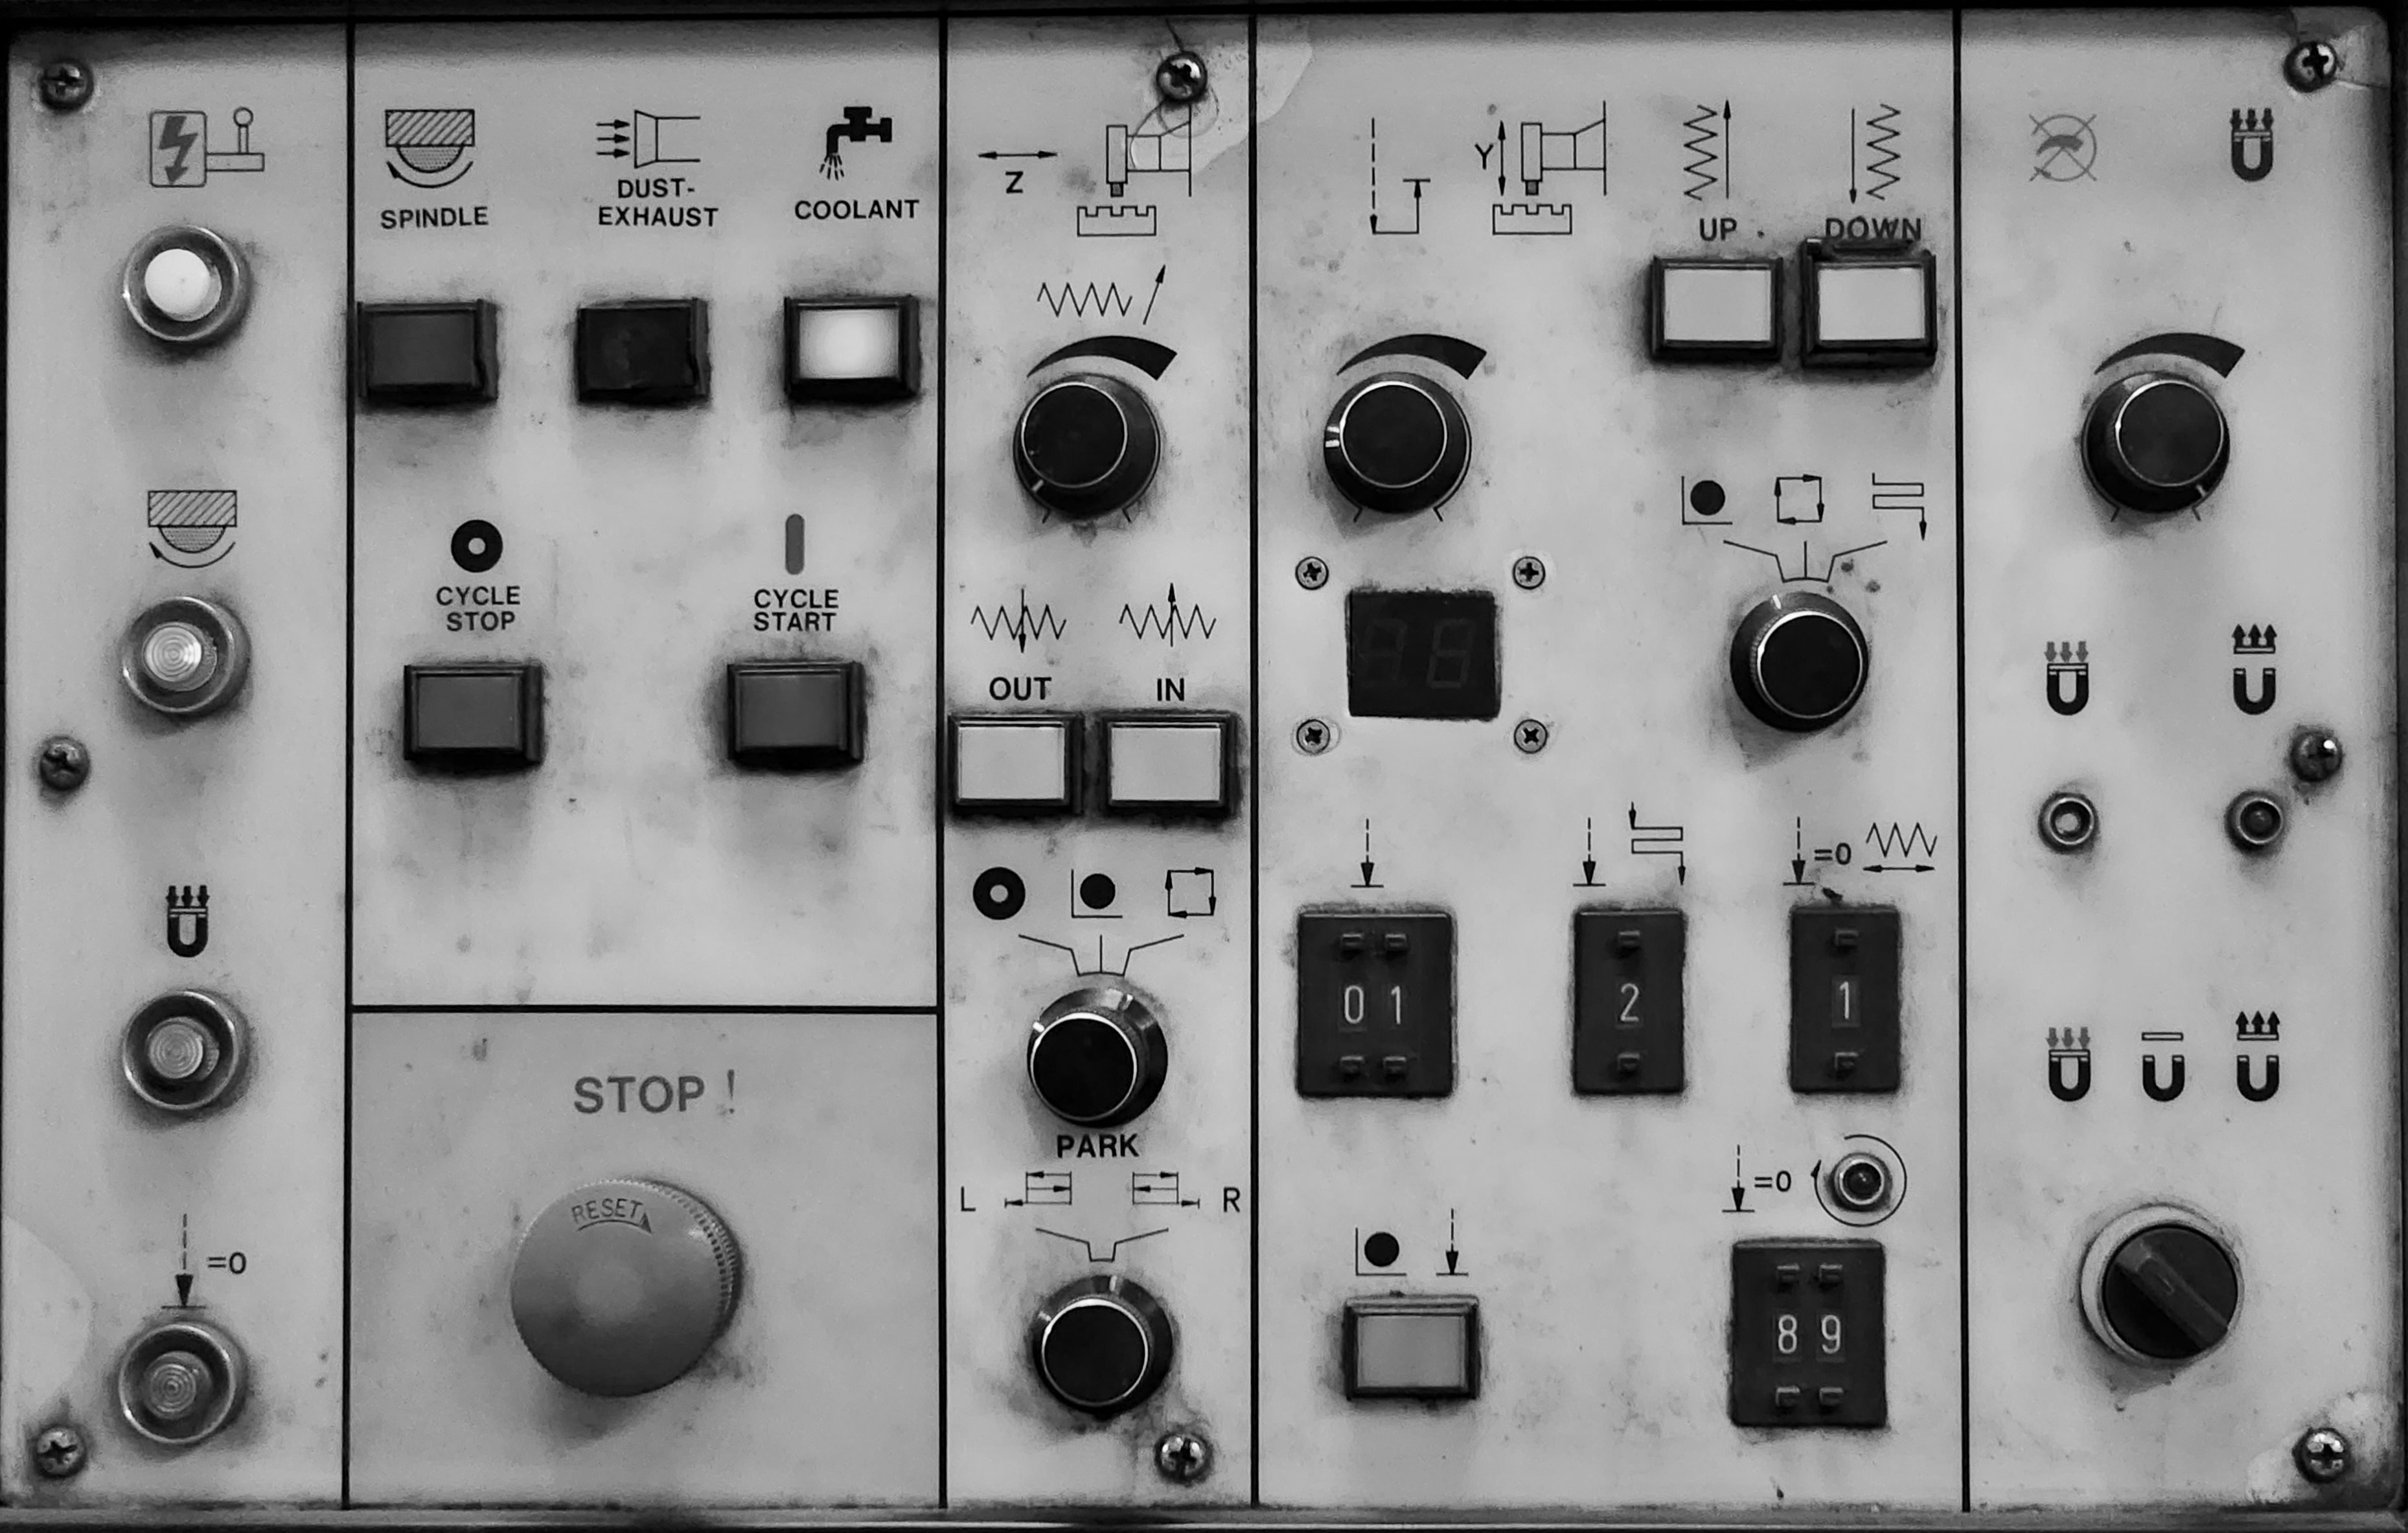 SPINDLE
DUST-
EXHAUST
COOLANT
CYCLE
STOP
CYCLE
START
STOP !
RESET
Z
OUT
IN
PARK
L
R
Y
UP
DOWN
=0
01
2
1
=0
89
=0